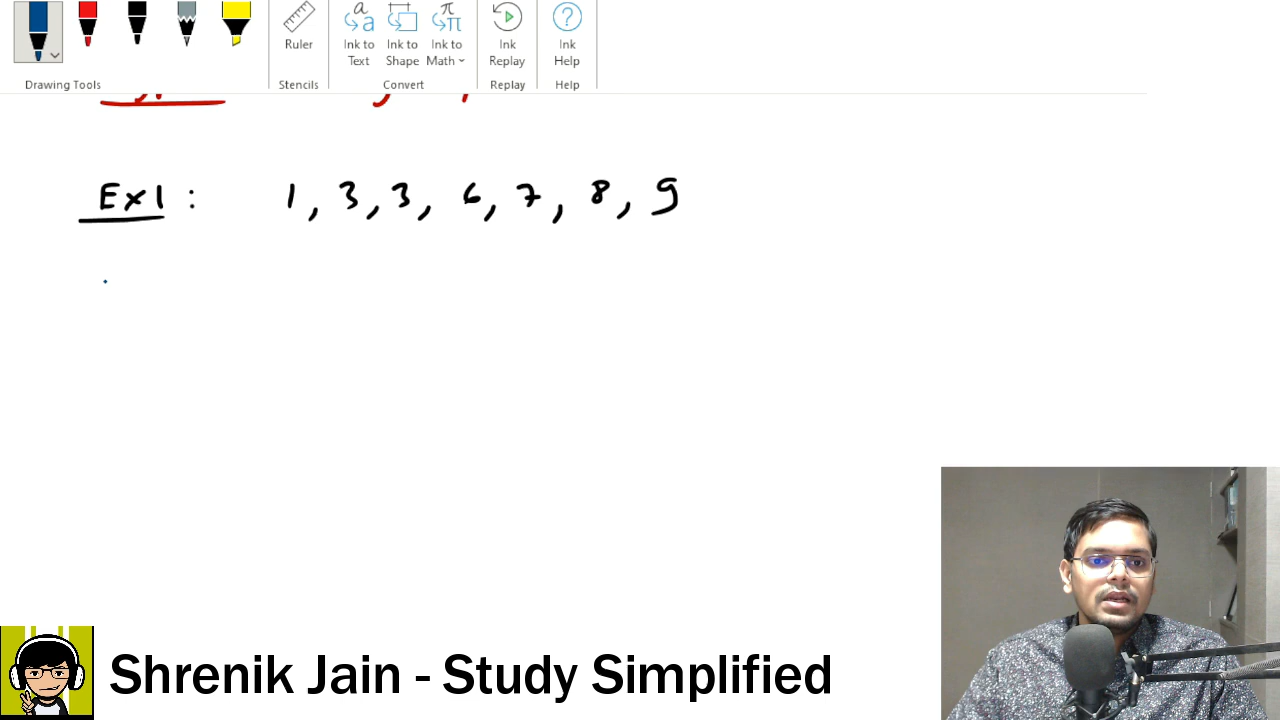 Ruler
Ink to Text
Ink to Shape
Ink to Math
Ink Replay
Ink Help
Drawing Tools
Stencils
Convert
Replay
Help
Ex1 : 1, 3, 3, 6, 7, 8, 9
Shrenik Jain - Study Simplified